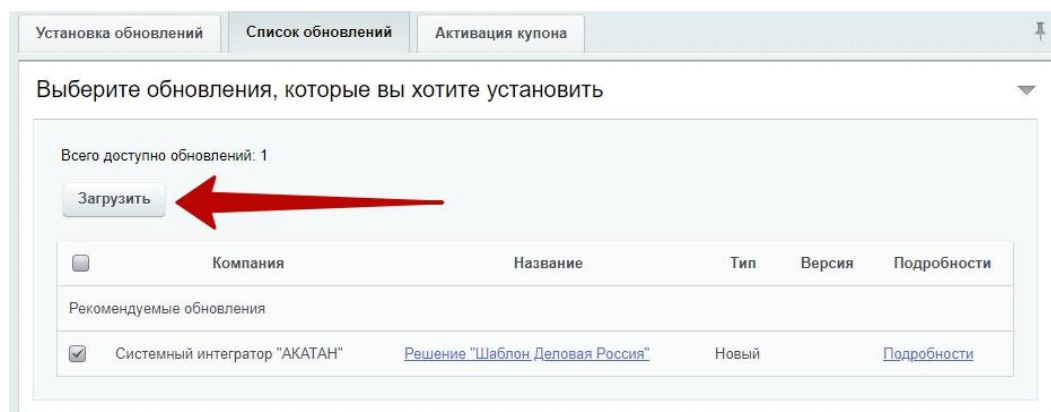 Установка обновлений Список обновлений Активация купона
Выберите обновления, которые вы хотите установить
Всего доступно обновлений: 1
Загрузить
Компания Название Тип Версия Подробности
Рекомендуемые обновления
Системный интегратор "АКАТАН" Решение "Шаблон Деловая Россия" Новый Подробности